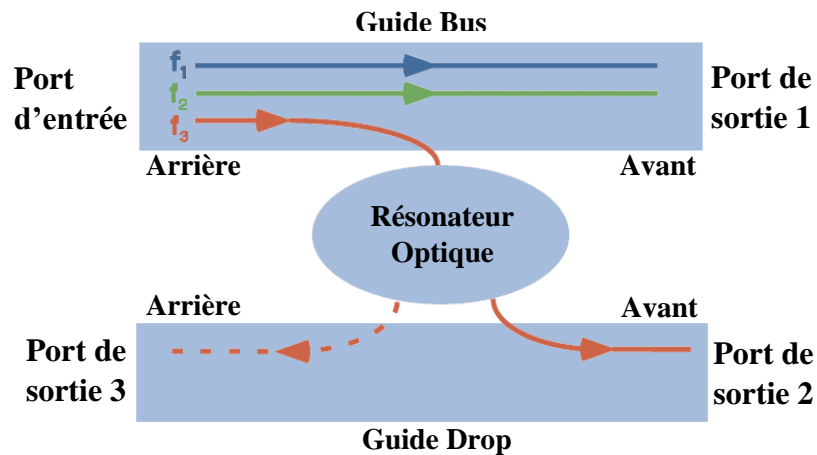 Guide Bus
Port
d’entrée
f1
f2
f3
Port de
sortie 1
Arrière
Avant
Résonateur
Optique
Arrière
Avant
Port de
sortie 3
Port de
sortie 2
Guide Drop